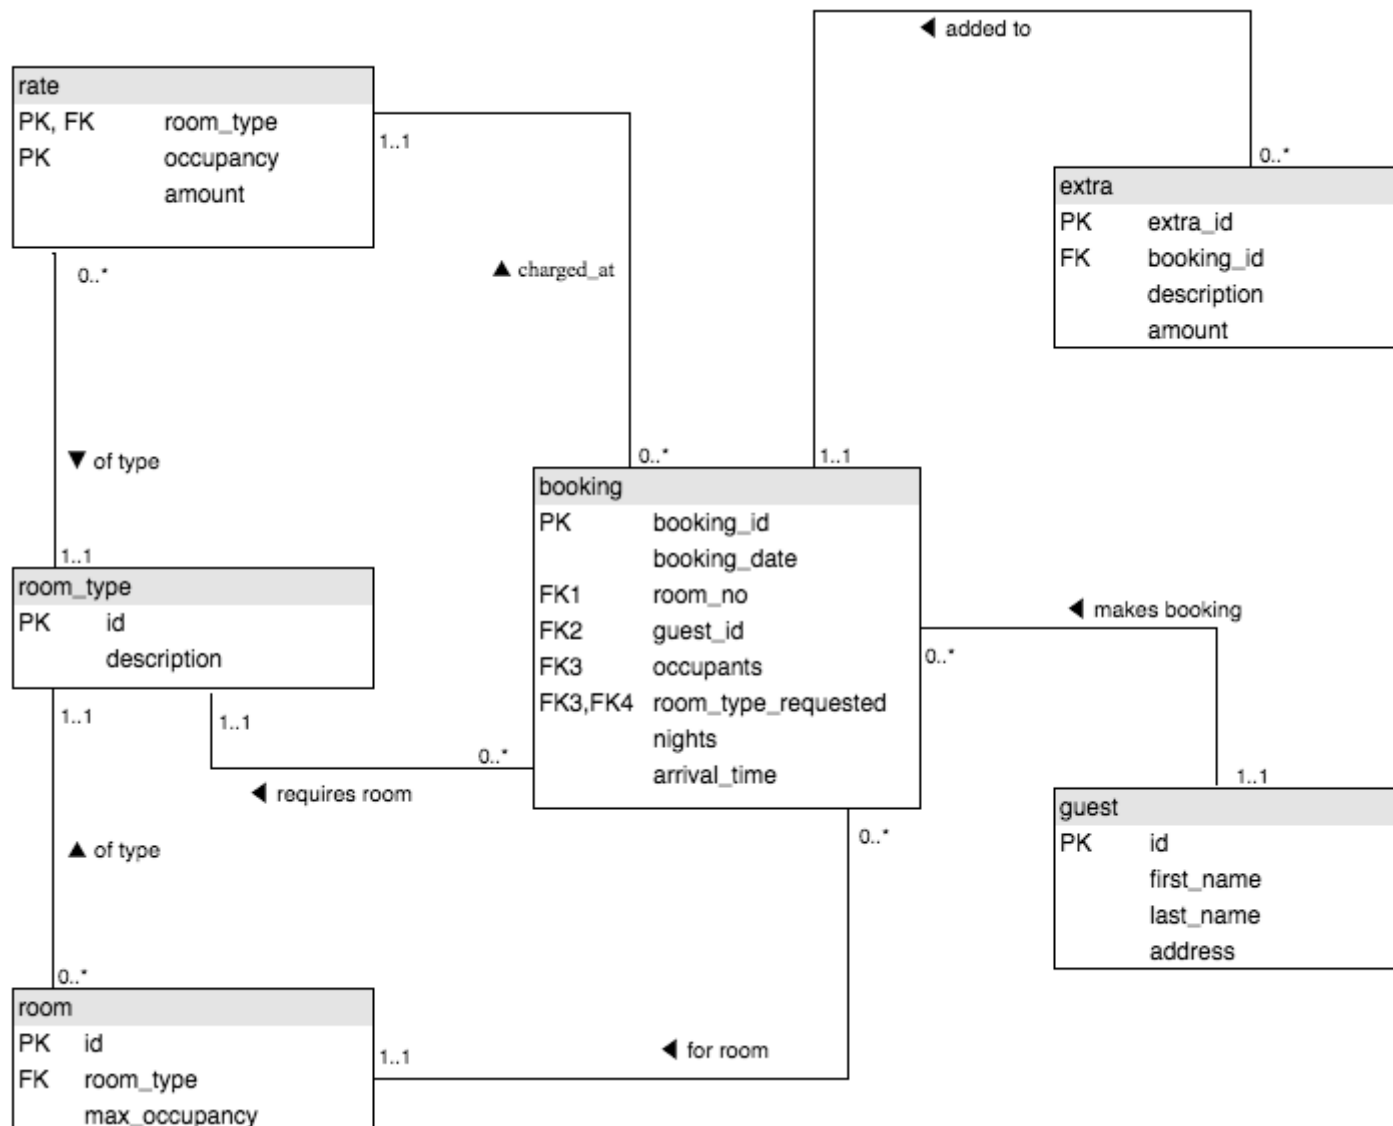 ◀ added to
rate
PK, FK room_type
PK occupancy
amount
1..1
0..*
extra
PK extra_id
FK booking_id
description
amount
0..*
▲ charged_at
▼ of type
0..*
1..1
booking
PK booking_id
booking_date
FK1 room_no
FK2 guest_id
FK3 occupants
FK3,FK4 room_type_requested
nights
arrival_time
1..1
room_type
PK id
description
◀ makes booking
0..*
1..1
1..1
0..*
◀ requires room
1..1
guest
PK id
first_name
last_name
address
0..*
▲ of type
0..*
room
PK id
FK room_type
max_occupancy
1..1
◀ for room